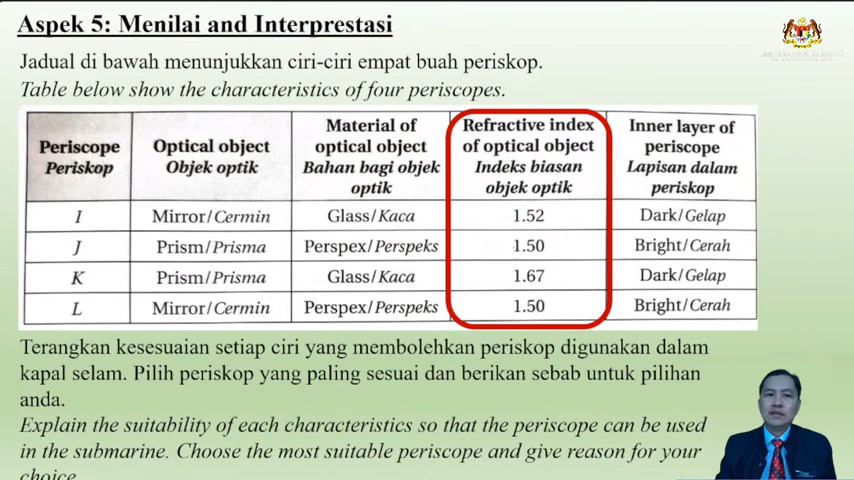 Aspek 5: Menilai and Interprestasi
Jadual di bawah menunjukkan ciri-ciri empat buah periskop.
Table below show the characteristics of four periscopes.
Periscope
Periskop
Optical object
Objek optik
Material of
optical object
Bahan bagi objek
optik
Refractive index
of optical object
Indeks biasan
objek optik
Inner layer of
periscope
Lapisan dalam
periskop
I Mirror/Cermin Glass/Kaca 1.52 Dark/Gelap
J Prism/Prisma Perspex/Perspeks 1.50 Bright/Cerah
K Prism/Prisma Glass/Kaca 1.67 Dark/Gelap
L Mirror/Cermin Perspex/Perspeks 1.50 Bright/Cerah
Terangkan kesesuaian setiap ciri yang membolehkan periskop digunakan dalam
kapal selam. Pilih periskop yang paling sesuai dan berikan sebab untuk pilihan
anda.
Explain the suitability of each characteristics so that the periscope can be used
in the submarine. Choose the most suitable periscope and give reason for your
choice